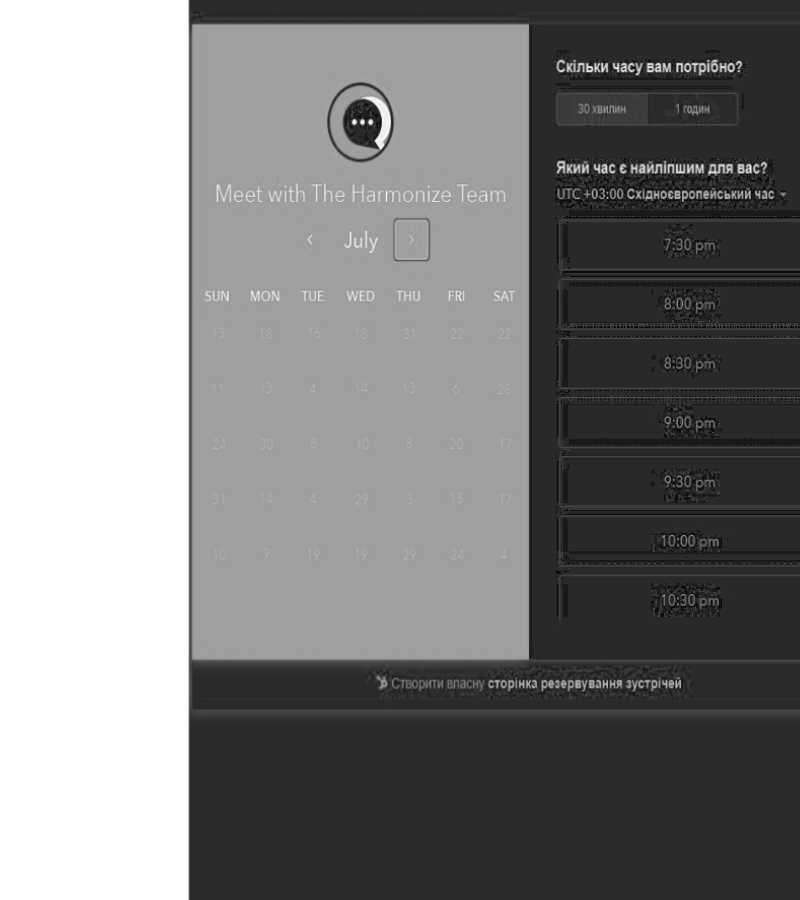 Meet with The Harmonize Team
July
SUN MON TUE WED THU FRI SAT
13 18 16 18 31 22 22
11 13 4 14 13 6 28
24 30 8 10 8 20 17
31 14 4 29 3 15 17
10 9 19 19 29 24 4
Скільки часу вам потрібно?
30 хвилин 1 годин
Який час є найліпшим для вас?
UTC +03:00 Східноєвропейський час
7:30 pm
8:00 pm
8:30 pm
9:00 pm
9:30 pm
10:00 pm
10:30 pm
Створити власну сторінка резервування зустрічей